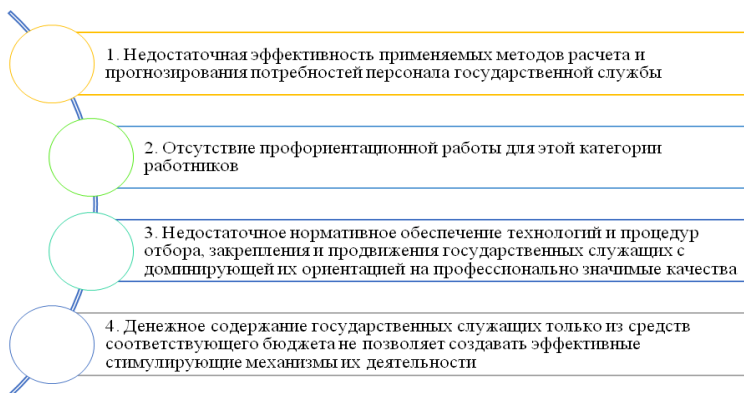 1. Недостаточная эффективность применяемых методов расчета и
прогнозирования потребностей персонала государственной службы
2. Отсутствие профориентационной работы для этой категории
работников
3. Недостаточное нормативное обеспечение технологий и процедур
отбора, закрепления и продвижения государственных служащих с
доминирующей их ориентацией на профессионально значимые качества
4. Денежное содержание государственных служащих только из средств
соответствующего бюджета не позволяет создавать эффективные
стимулирующие механизмы их деятельности